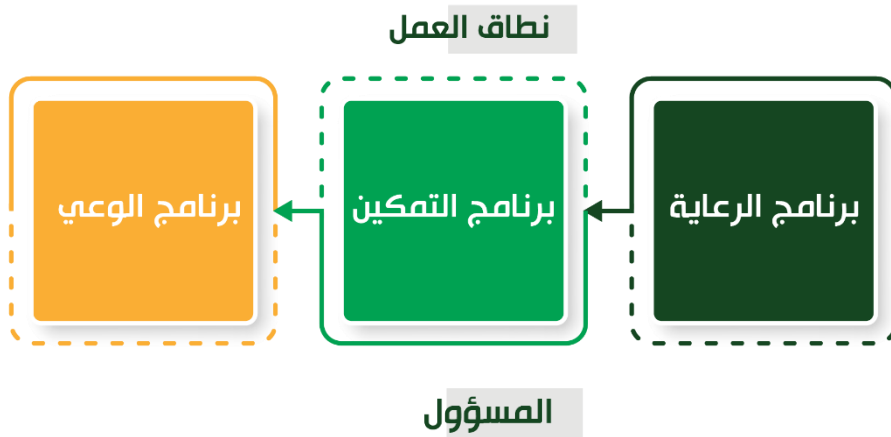 نطاق العمل
برنامج الرعاية
برنامج التمكين
برنامج الوعي
المسؤول